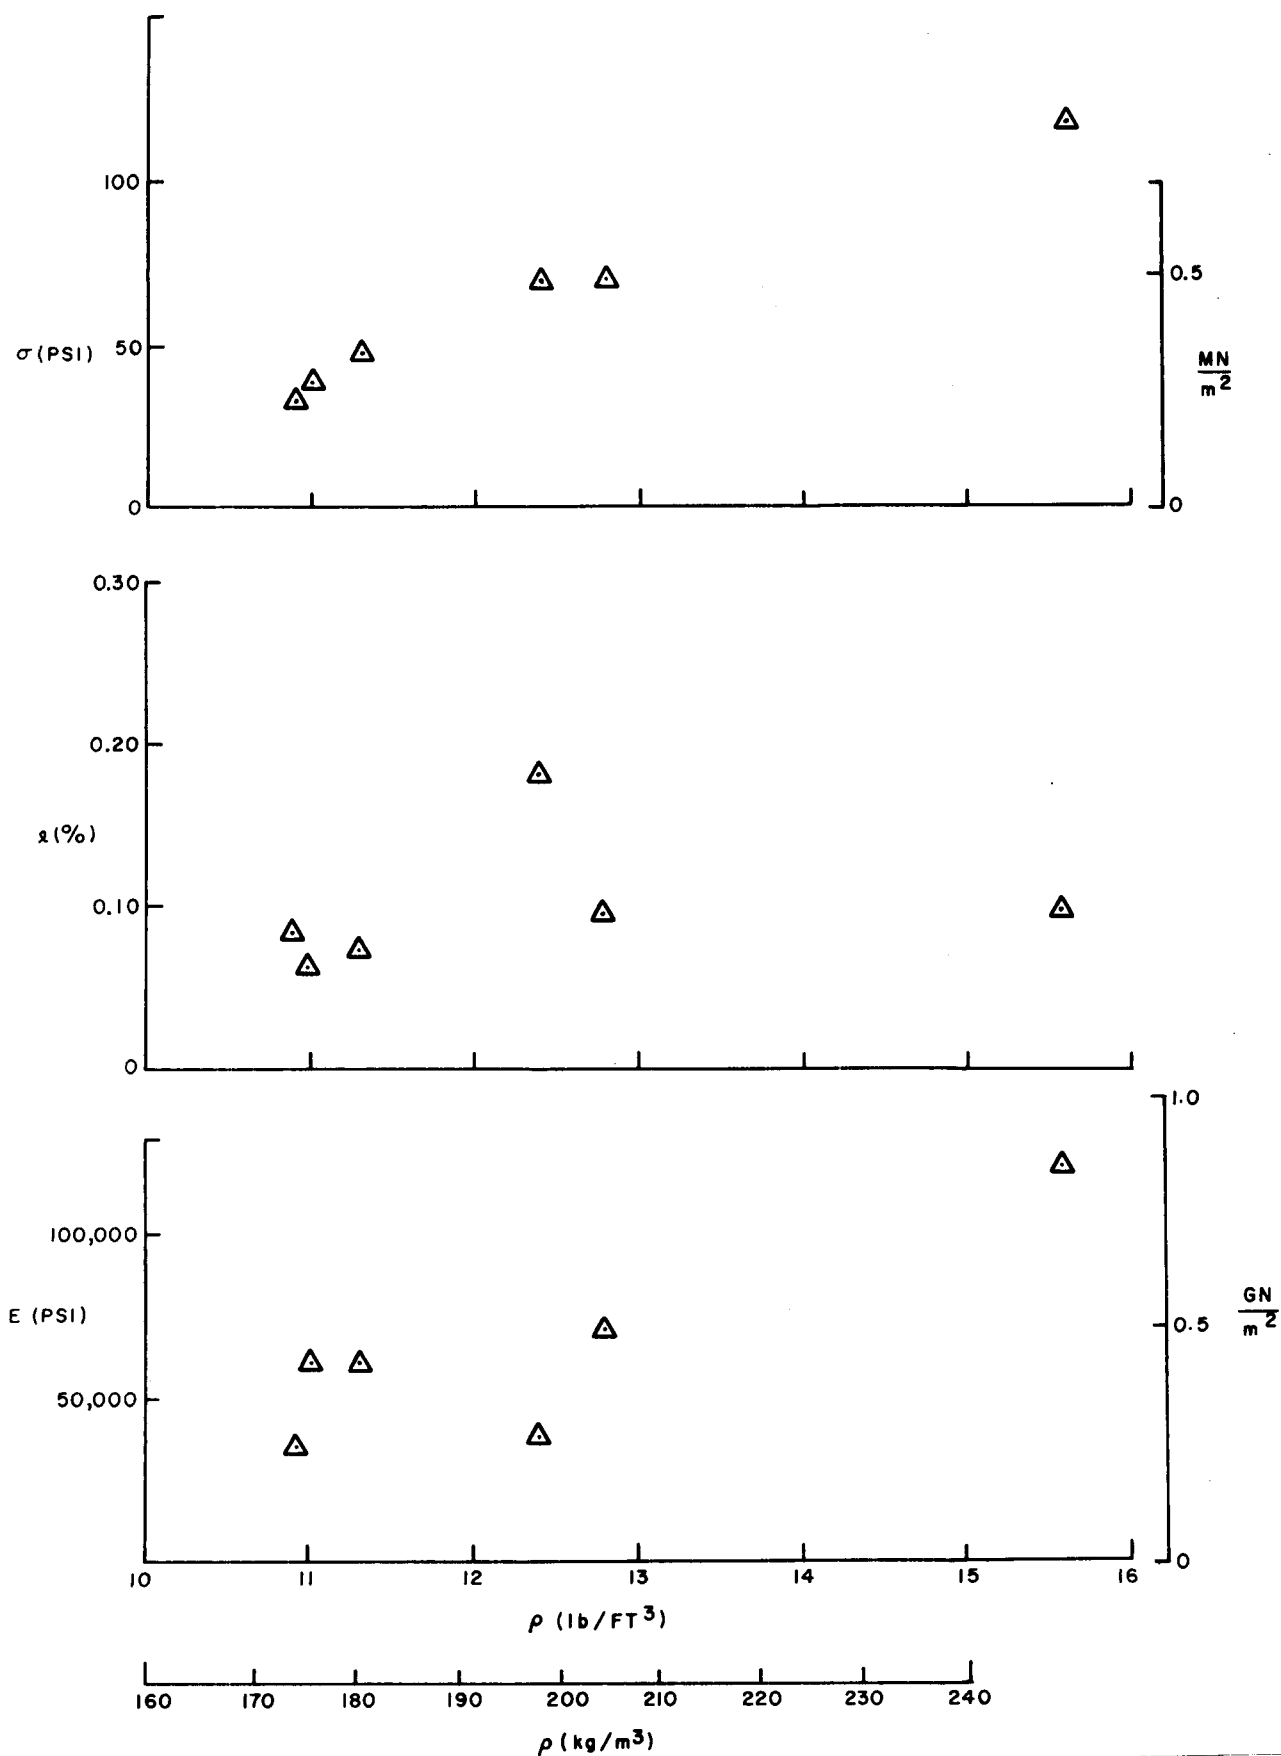 100
50
0
σ (PSI)
0.5
0
MN
m²
0.30
0.20
0.10
0
ℓ (%)
100,000
50,000
E (PSI)
1.0
0.5
0
GN
m²
10 11 12 13 14 15 16
ρ (lb/FT³)
160 170 180 190 200 210 220 230 240
ρ (kg/m³)